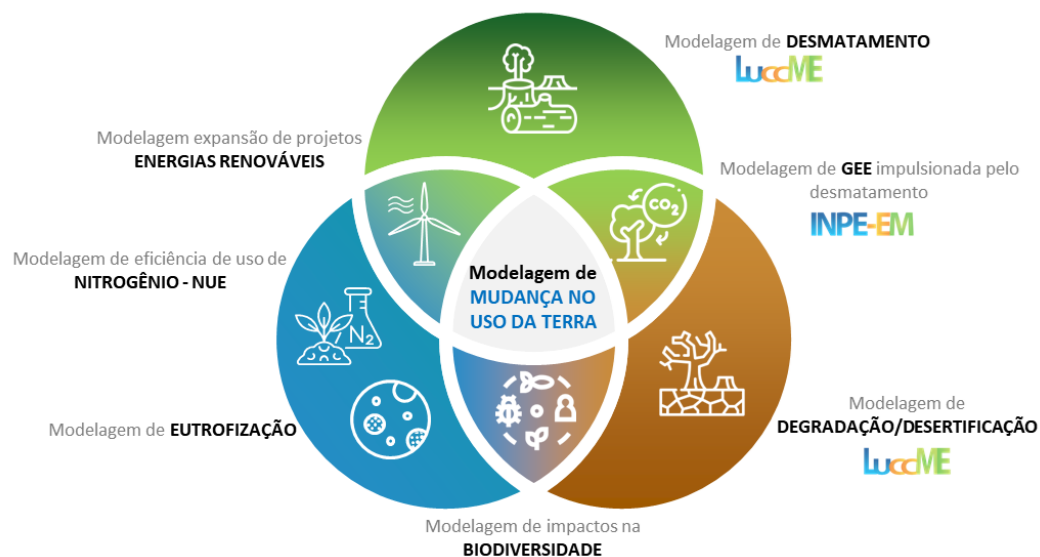 Modelagem de DESMATAMENTO
LuccME
Modelagem expansão de projetos
ENERGIAS RENOVÁVEIS
Modelagem de GEE impulsionada pelo
desmatamento
INPE-EM
CO2
Modelagem de eficiência de uso de
NITROGÊNIO - NUE
Modelagem de
MUDANÇA NO
USO DA TERRA
N2
Modelagem de EUTROFIZAÇÃO
Modelagem de
DEGRADAÇÃO/DESERTIFICAÇÃO
LuccME
Modelagem de impactos na
BIODIVERSIDADE